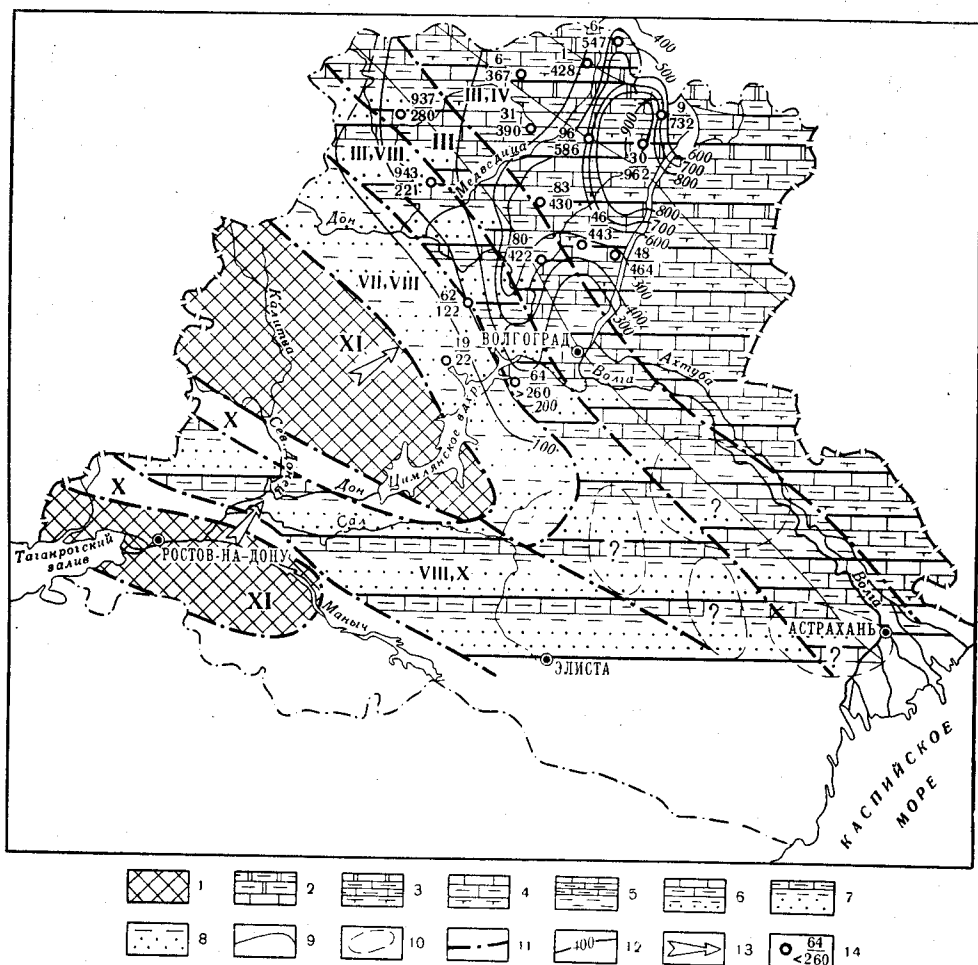 400
6
547
1
428
500
6
367
III, IV
9
732
937
280
31
390
900
96
586
III
30
962
600
700
800
III, VIII
943
221
Медведица
83
430
Дон
46
443
800
700
600
80
422
48
464
VII, VIII
300
400
300
62
122
Калитва
19
22
ВОЛГОГРАД
XI
Волга
Ахтуба
64
<260
200
X
Сев. Донец
Цимлянское вдхр.
100
Дон
X
Сал
?
?
Таганрогский
залив
РОСТОВ-НА-ДОНУ
VIII, X
XI
Маныч
?
Волга
АСТРАХАНЬ
?
ЭЛИСТА
КАСПИЙСКОЕ
МОРЕ
1 2 3 4 5 6 7
8 9 10 11 400 12 13 64 14
<260